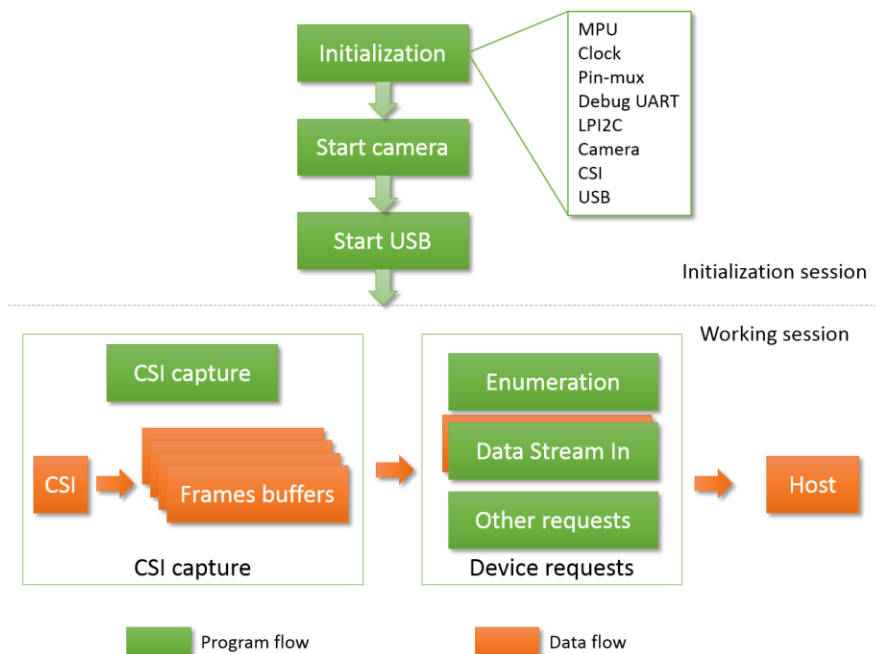 Initialization
MPU
Clock
Pin-mux
Debug UART
LPI2C
Camera
CSI
USB
Start camera
Start USB
Initialization session
Working session
CSI capture
CSI
Frames buffers
CSI capture
Enumeration
Data Stream In
Other requests
Device requests
Host
Program flow
Data flow